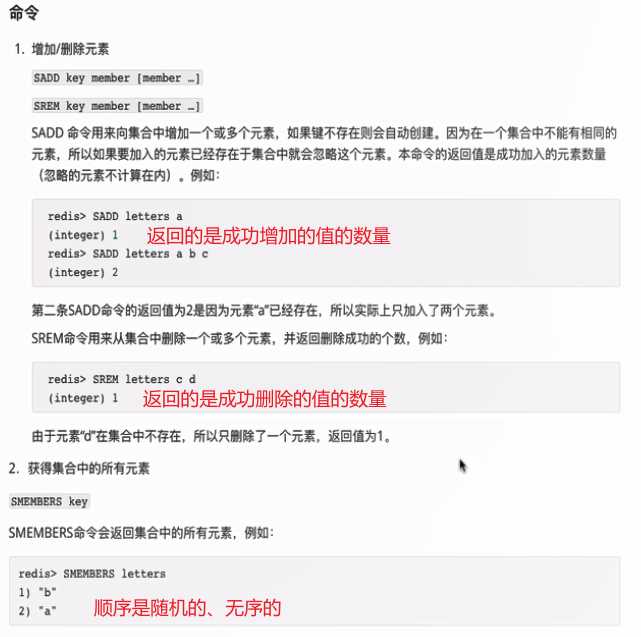 命令
1. 增加/删除元素
SADD key member [member …]
SREM key member [member …]
SADD 命令用来向集合中增加一个或多个元素，如果键不存在则会自动创建。因为在一个集合中不能有相同的
元素，所以如果要加入的元素已经存在于集合中就会忽略这个元素。本命令的返回值是成功加入的元素数量
（忽略的元素不计算在内）。例如：
redis> SADD letters a
(integer) 1 返回的是成功增加的值的数量
redis> SADD letters a b c
(integer) 2
第二条SADD命令的返回值为2是因为元素“a”已经存在，所以实际上只加入了两个元素。
SREM命令用来从集合中删除一个或多个元素，并返回删除成功的个数，例如：
redis> SREM letters c d
(integer) 1 返回的是成功删除的值的数量
由于元素“d”在集合中不存在，所以只删除了一个元素，返回值为1。
2. 获得集合中的所有元素
SMEMBERS key
SMEMBERS命令会返回集合中的所有元素，例如：
redis> SMEMBERS letters
1) "b"
2) "a" 顺序是随机的、无序的